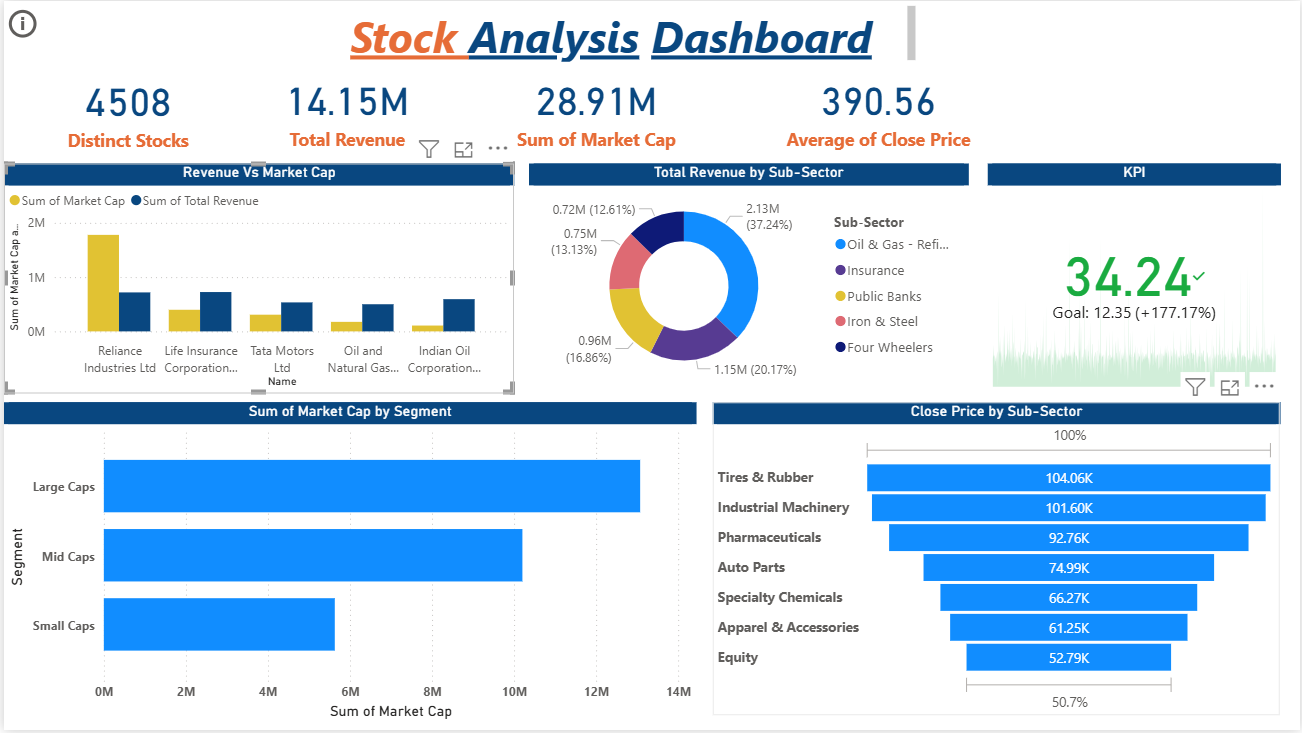 Stock Analysis Dashboard
4508
Distinct Stocks
14.15M
Total Revenue
28.91M
Sum of Market Cap
390.56
Average of Close Price
Revenue Vs Market Cap
Sum of Market Cap
Sum of Total Revenue
Sum of Market Cap a...
2M
1M
0M
Reliance
Industries Ltd
Life Insurance
Corporation...
Tata Motors
Ltd
Oil and
Natural Gas...
Indian Oil
Corporation...
Name
Total Revenue by Sub-Sector
0.72M (12.61%)
0.75M
(13.13%)
0.96M
(16.86%)
2.13M
(37.24%)
1.15M (20.17%)
Sub-Sector
Oil & Gas - Refi...
Insurance
Public Banks
Iron & Steel
Four Wheelers
KPI
34.24
Goal: 12.35 (+177.17%)
Sum of Market Cap by Segment
Segment
Large Caps
Mid Caps
Small Caps
0M
2M
4M
6M
8M
10M
12M
14M
Sum of Market Cap
Close Price by Sub-Sector
100%
Tires & Rubber
104.06K
Industrial Machinery
101.60K
Pharmaceuticals
92.76K
Auto Parts
74.99K
Specialty Chemicals
66.27K
Apparel & Accessories
61.25K
Equity
52.79K
50.7%